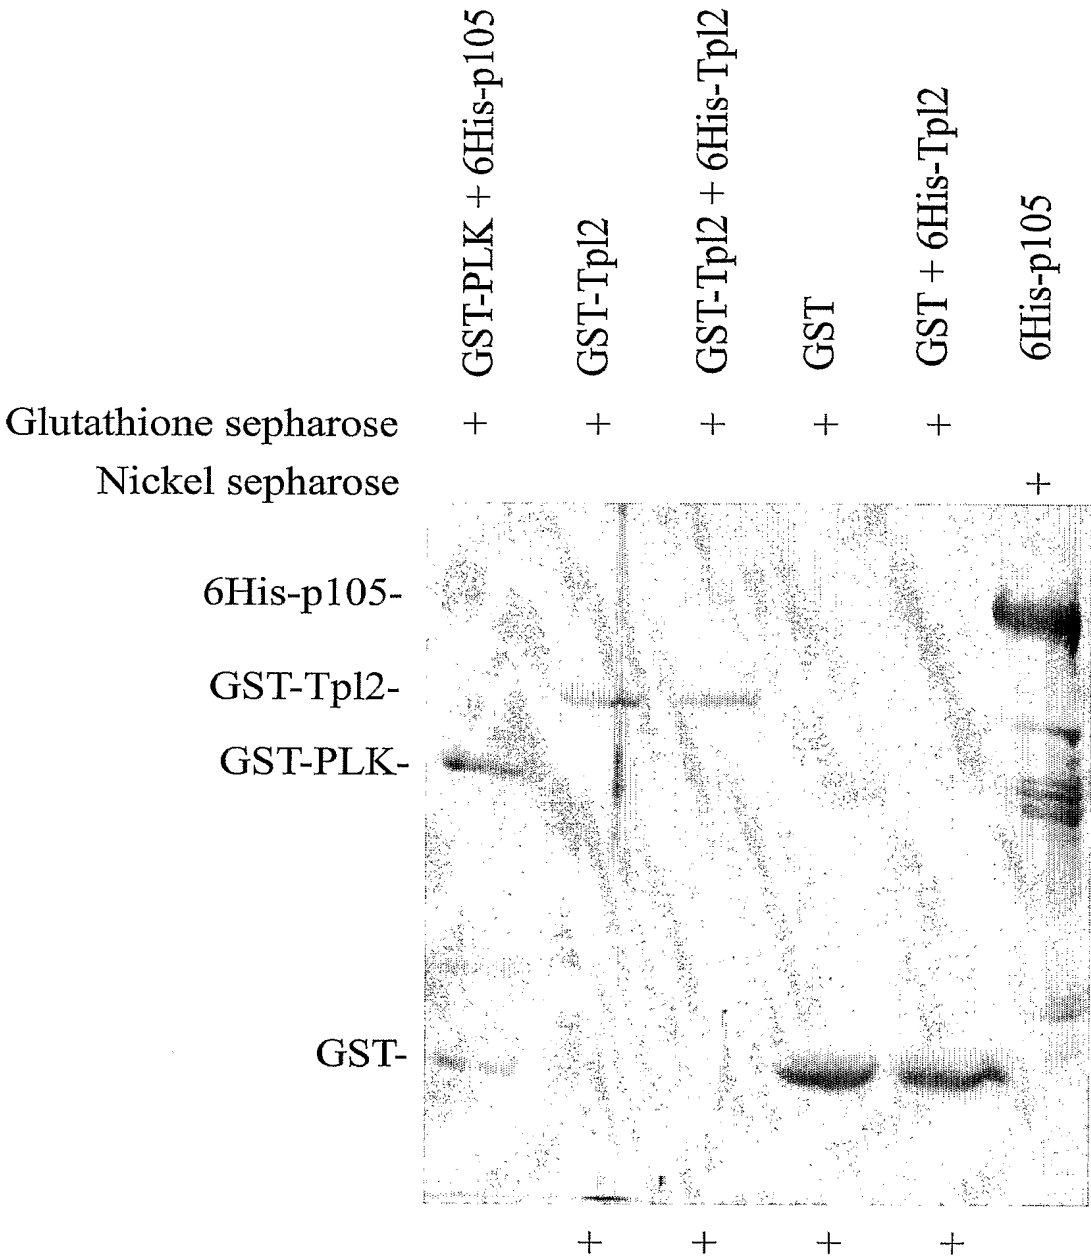 GST-PLK + 6His-p105
GST-Tpl2
GST-Tpl2 + 6His-Tpl2
GST
GST + 6His-Tpl2
6His-p105
Glutathione sepharose + + + + +
Nickel sepharose +
6His-p105-
GST-Tpl2-
GST-PLK-
GST-
+ + + +